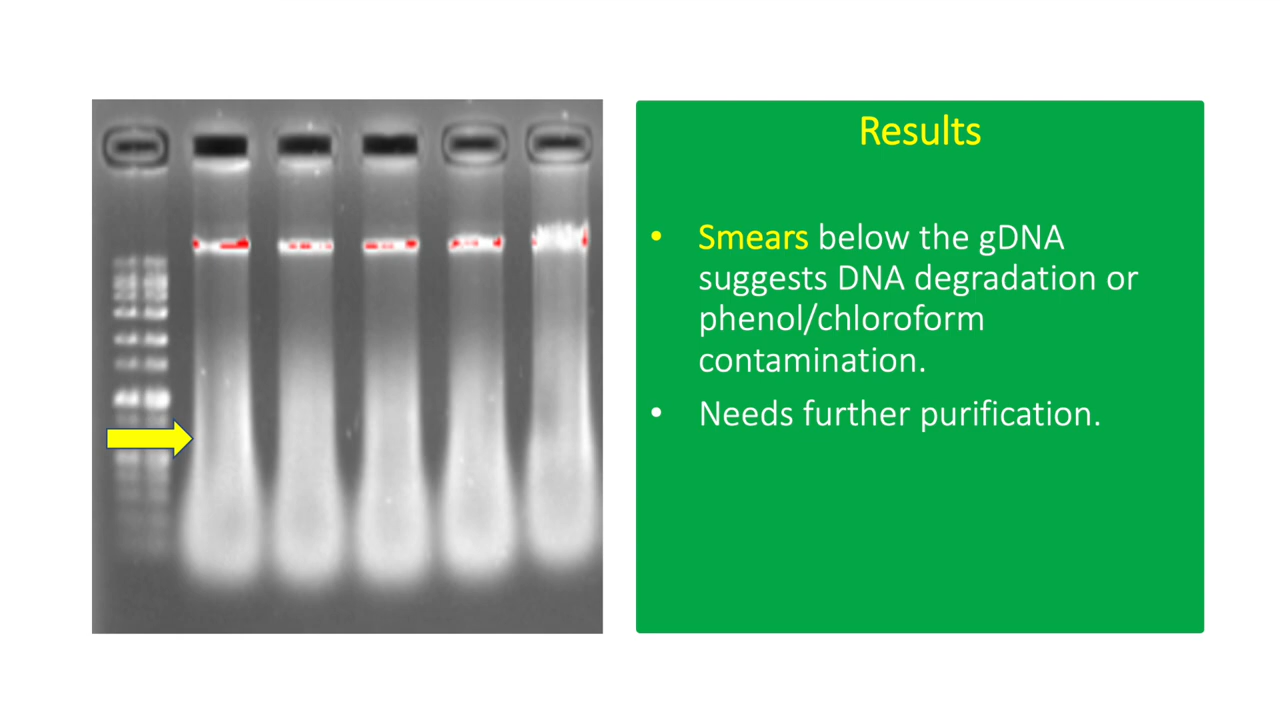 Results
• Smears below the gDNA
suggests DNA degradation or
phenol/chloroform
contamination.
• Needs further purification.